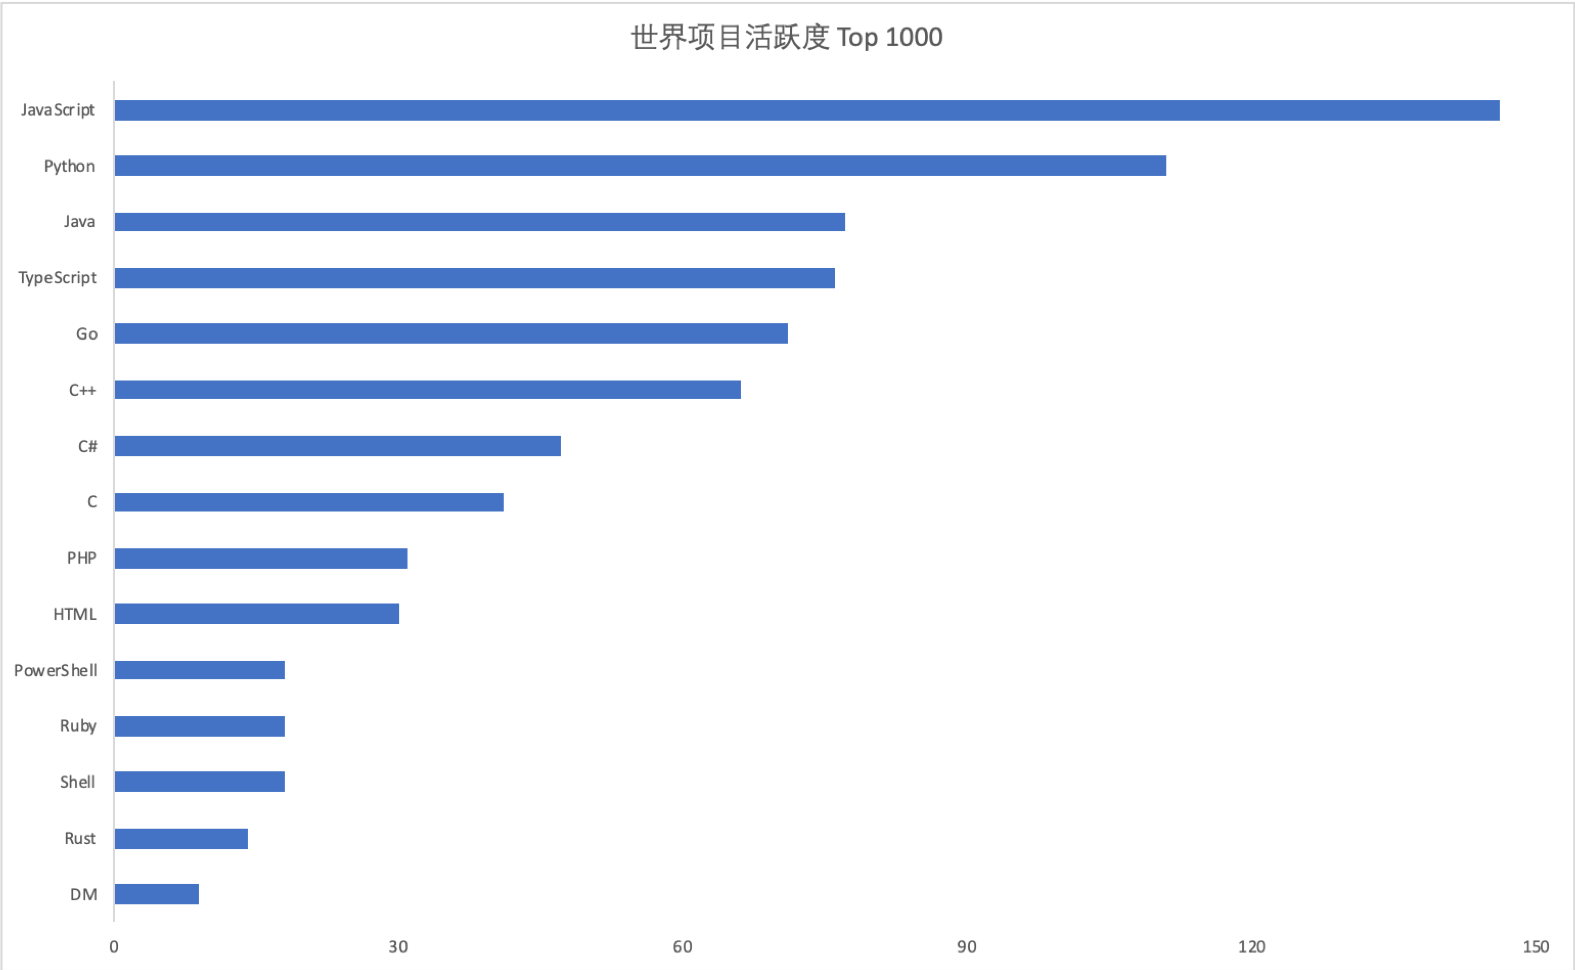 世界项目活跃度 Top 1000
JavaScript
Python
Java
TypeScript
Go
C++
C#
C
PHP
HTML
PowerShell
Ruby
Shell
Rust
DM
0 30 60 90 120 150